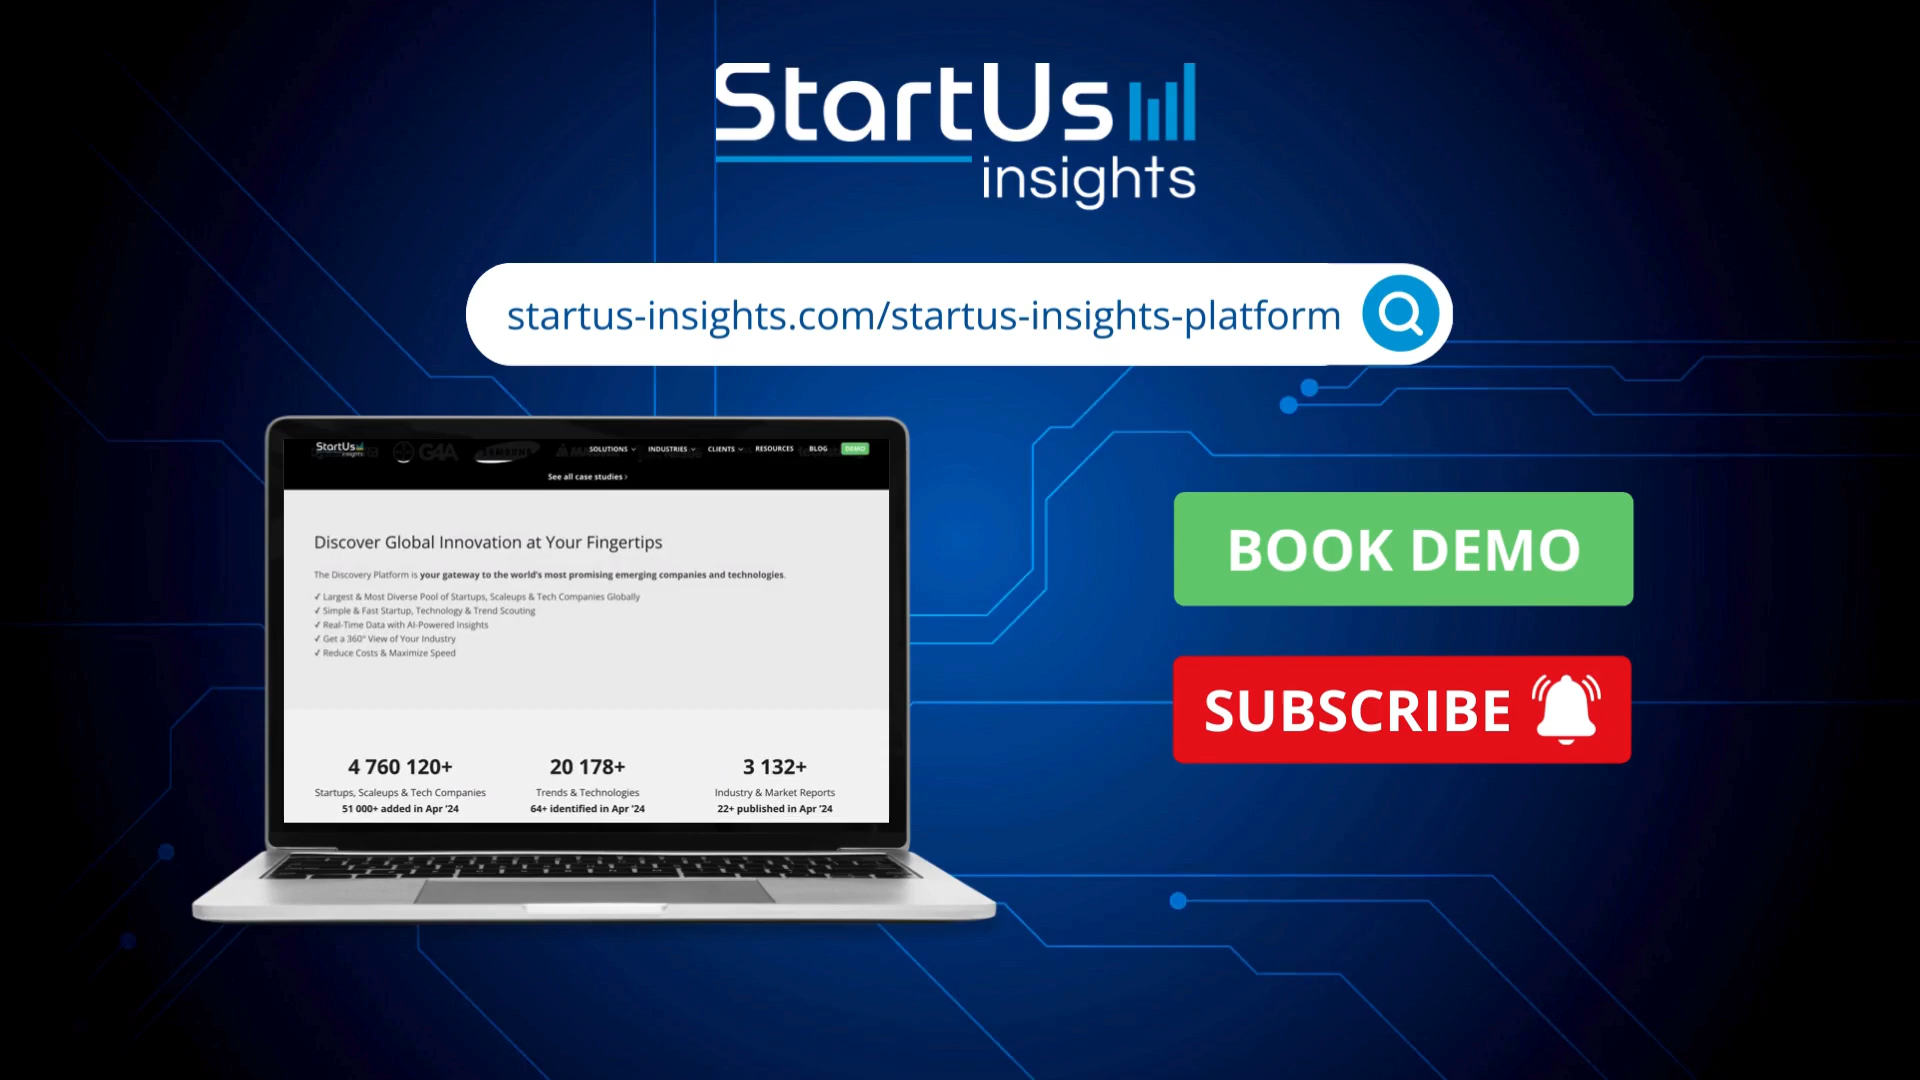 StartUs
insights
startus-insights.com/startus-insights-platform
StartUs
insights
G4A
SAMSUNG
SOLUTIONS
INDUSTRIES
CLIENTS
RESOURCES
BLOG
DEMO
See all case studies ›
Discover Global Innovation at Your Fingertips
The Discovery Platform is your gateway to the world's most promising emerging companies and technologies.
✓ Largest & Most Diverse Pool of Startups, Scaleups & Tech Companies Globally
✓ Simple & Fast Startup, Technology & Trend Scouting
✓ Real-Time Data with AI-Powered Insights
✓ Get a 360° View of Your Industry
✓ Reduce Costs & Maximize Speed
4 760 120+
Startups, Scaleups & Tech Companies
51 000+ added in Apr '24
20 178+
Trends & Technologies
64+ identified in Apr '24
3 132+
Industry & Market Reports
22+ published in Apr '24
BOOK DEMO
SUBSCRIBE